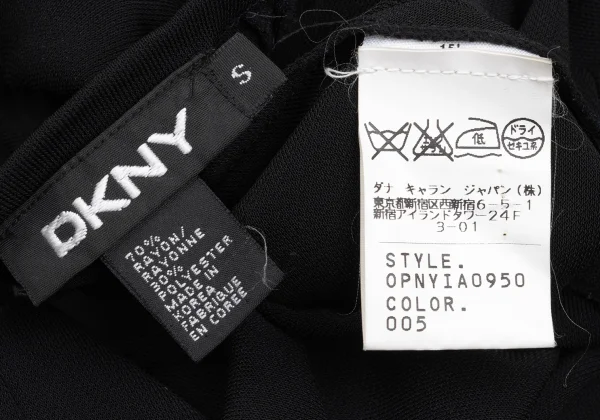 DKNY
S
70%
RAYON/
RAYONNE
30%
POLYESTER
MADE IN
KOREA
FABRIQUE
EN COREE
低
ドライ
セキユ系
ダナ キャラン ジャパン(株)
東京都新宿区西新宿6-5-1
新宿アイランドタワー24F
3-01
STYLE.
OPNYIA0950
COLOR.
005